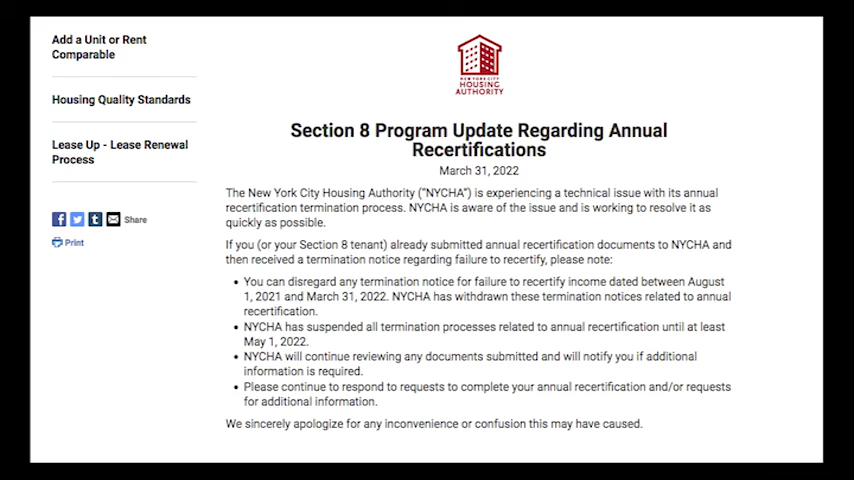 Add a Unit or Rent
Comparable
Housing Quality Standards
Lease Up - Lease Renewal
Process
Share
Print
NEW YORK CITY
HOUSING
AUTHORITY
Section 8 Program Update Regarding Annual
Recertifications
March 31, 2022
The New York City Housing Authority (“NYCHA”) is experiencing a technical issue with its annual
recertification termination process. NYCHA is aware of the issue and is working to resolve it as
quickly as possible.
If you (or your Section 8 tenant) already submitted annual recertification documents to NYCHA and
then received a termination notice regarding failure to recertify, please note:
• You can disregard any termination notice for failure to recertify income dated between August
1, 2021 and March 31, 2022. NYCHA has withdrawn these termination notices related to annual
recertification.
• NYCHA has suspended all termination processes related to annual recertification until at least
May 1, 2022.
• NYCHA will continue reviewing any documents submitted and will notify you if additional
information is required.
• Please continue to respond to requests to complete your annual recertification and/or requests
for additional information.
We sincerely apologize for any inconvenience or confusion this may have caused.